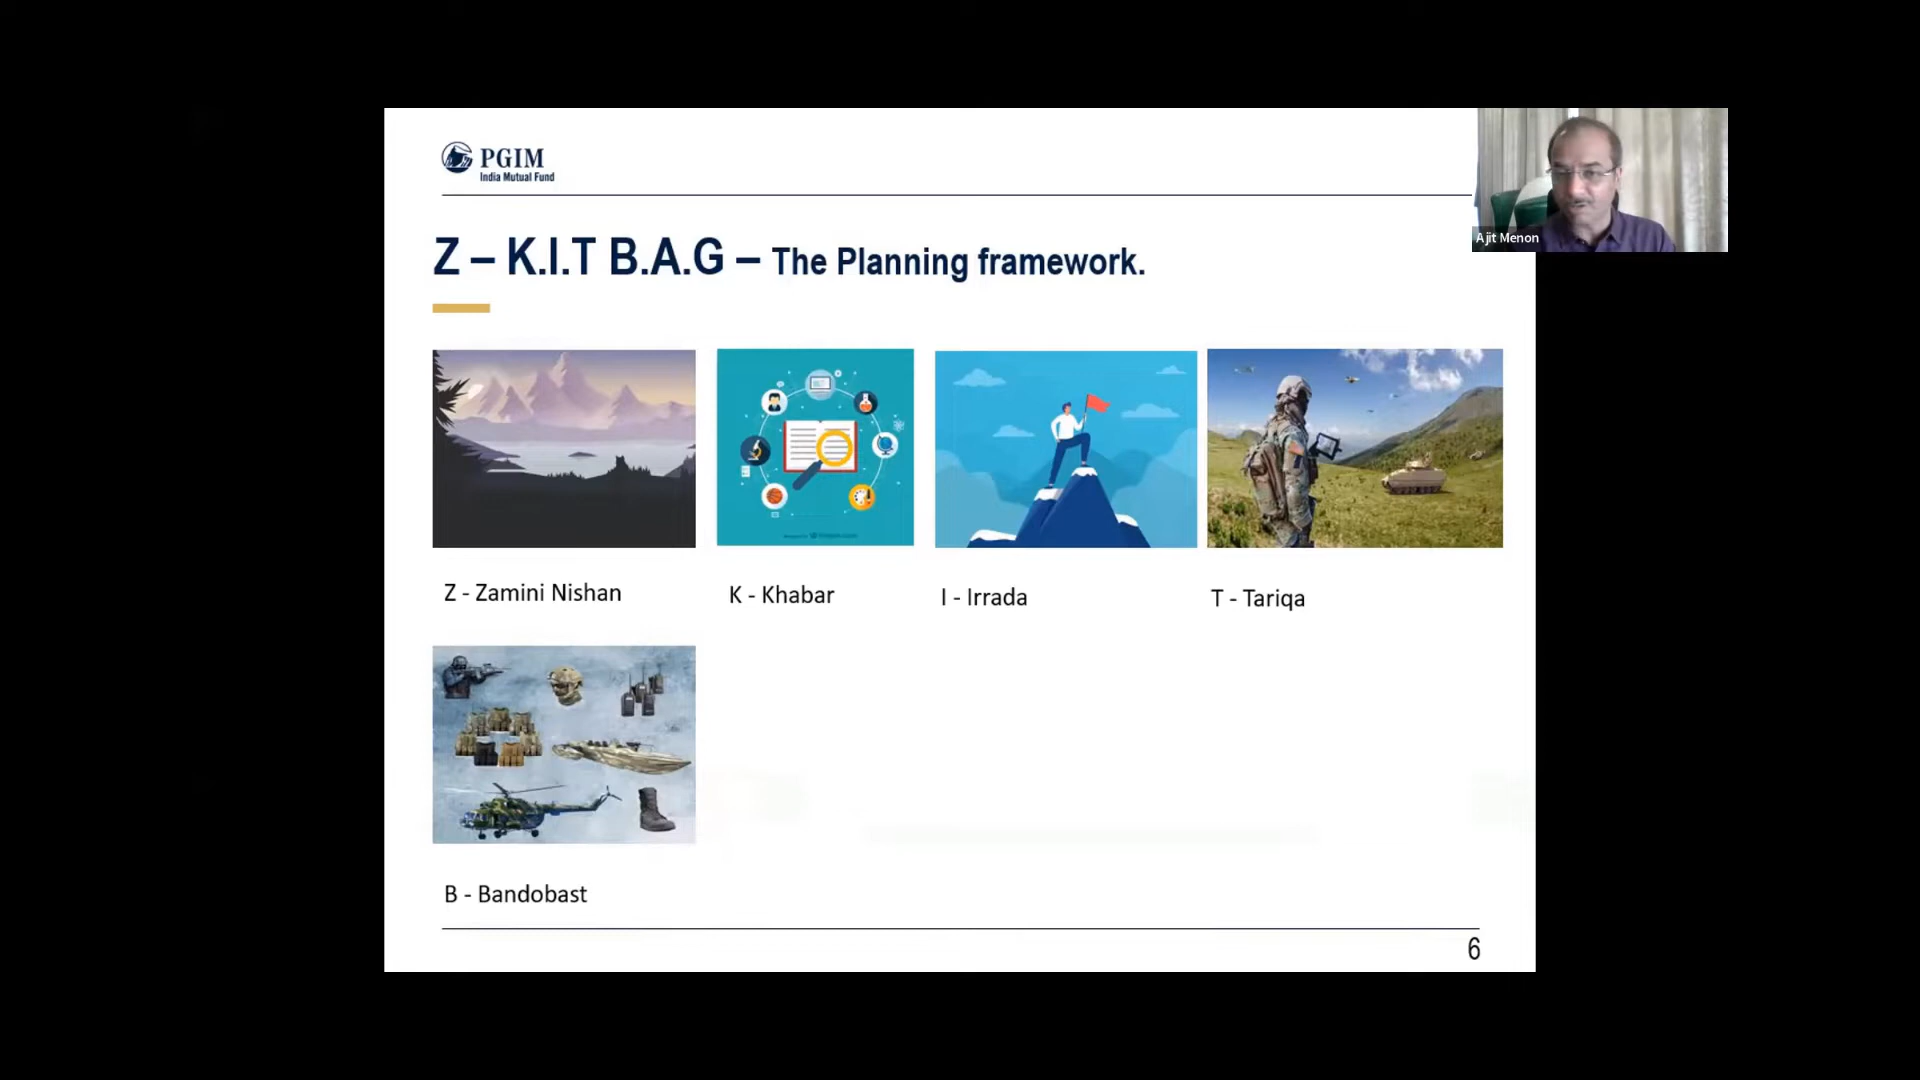 PGIM
India Mutual Fund
Ajit Menon
Z – K.I.T B.A.G – The Planning framework.
Z - Zamini Nishan
K - Khabar
I - Irrada
T - Tariqa
B - Bandobast
6